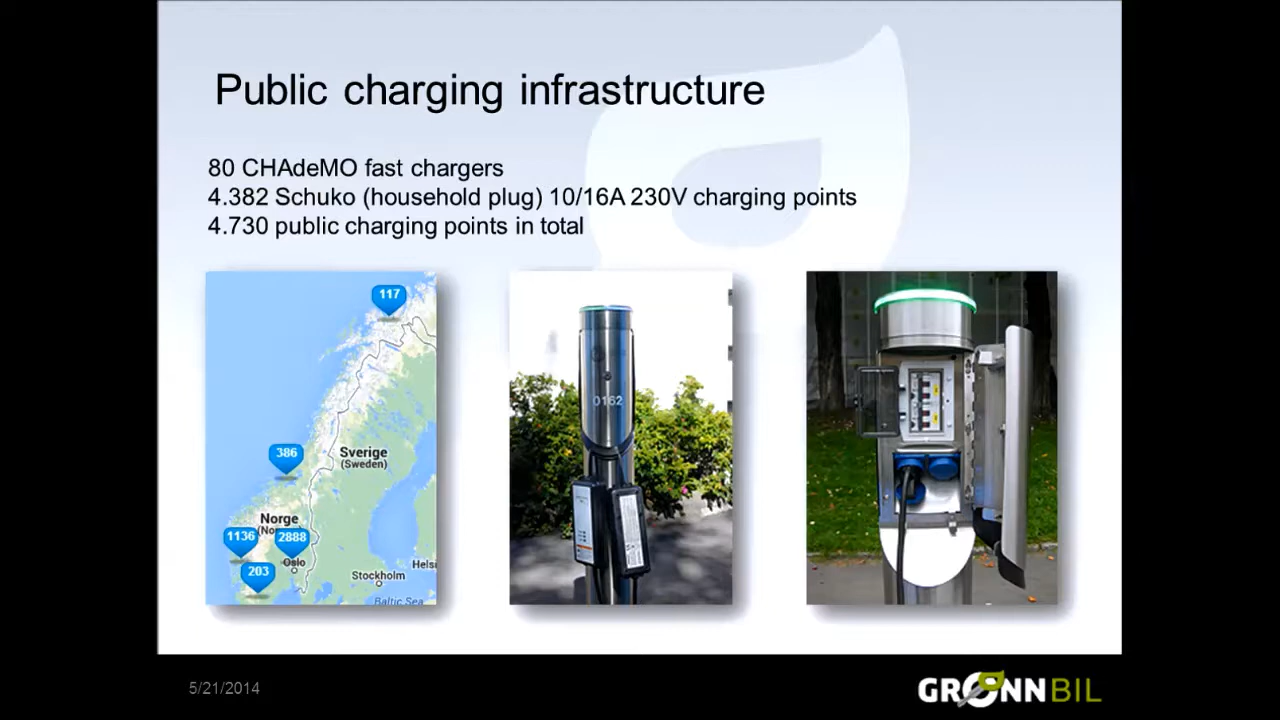 Public charging infrastructure
80 CHAdeMO fast chargers
4.382 Schuko (household plug) 10/16A 230V charging points
4.730 public charging points in total
117
386
Sverige
(Sweden)
Norge
1136
2888
Oslo
203
Stockholm
Helsi
Baltic Sea
0162
5/21/2014
GRØNNBIL